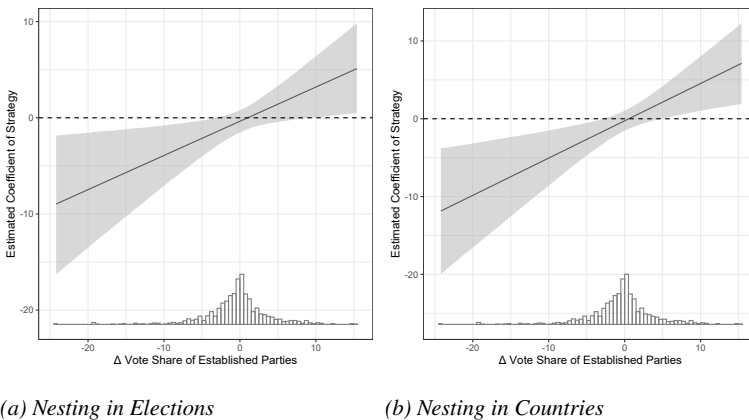 10
0
-10
-20
Estimated Coefficient of Strategy
-20
-10
0
10
Δ Vote Share of Established Parties
10
0
-10
-20
Estimated Coefficient of Strategy
-20
-10
0
10
Δ Vote Share of Established Parties
(a) Nesting in Elections
(b) Nesting in Countries